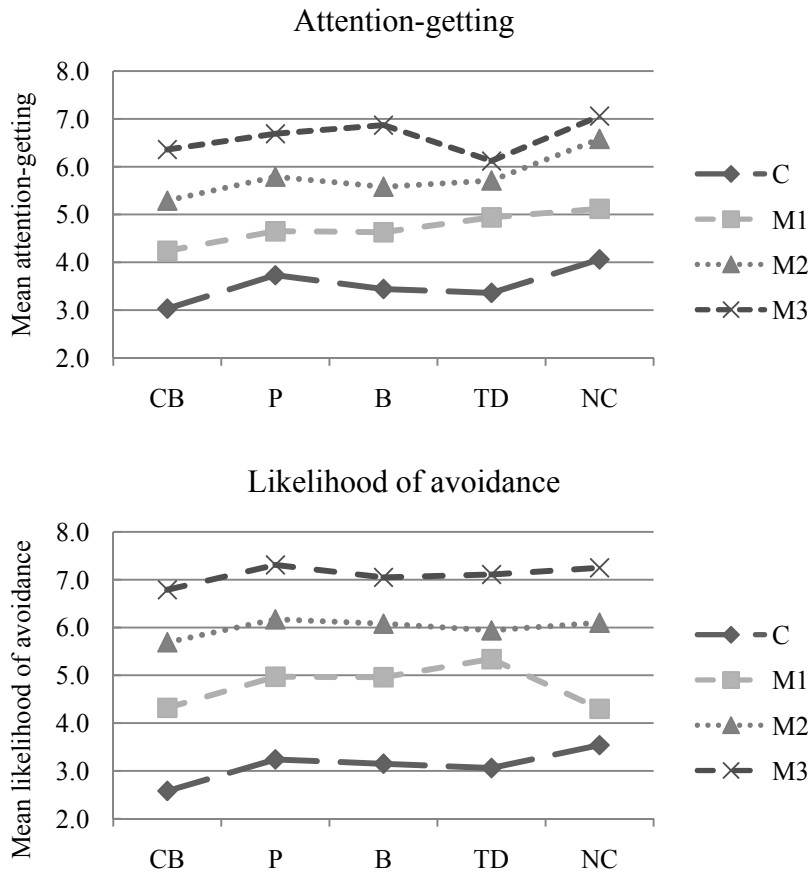 Attention-getting
Mean attention-getting
8.0
7.0
6.0
5.0
4.0
3.0
2.0
CB P B TD NC
C
M1
M2
M3
Likelihood of avoidance
Mean likelihood of avoidance
8.0
7.0
6.0
5.0
4.0
3.0
2.0
CB P B TD NC
C
M1
M2
M3